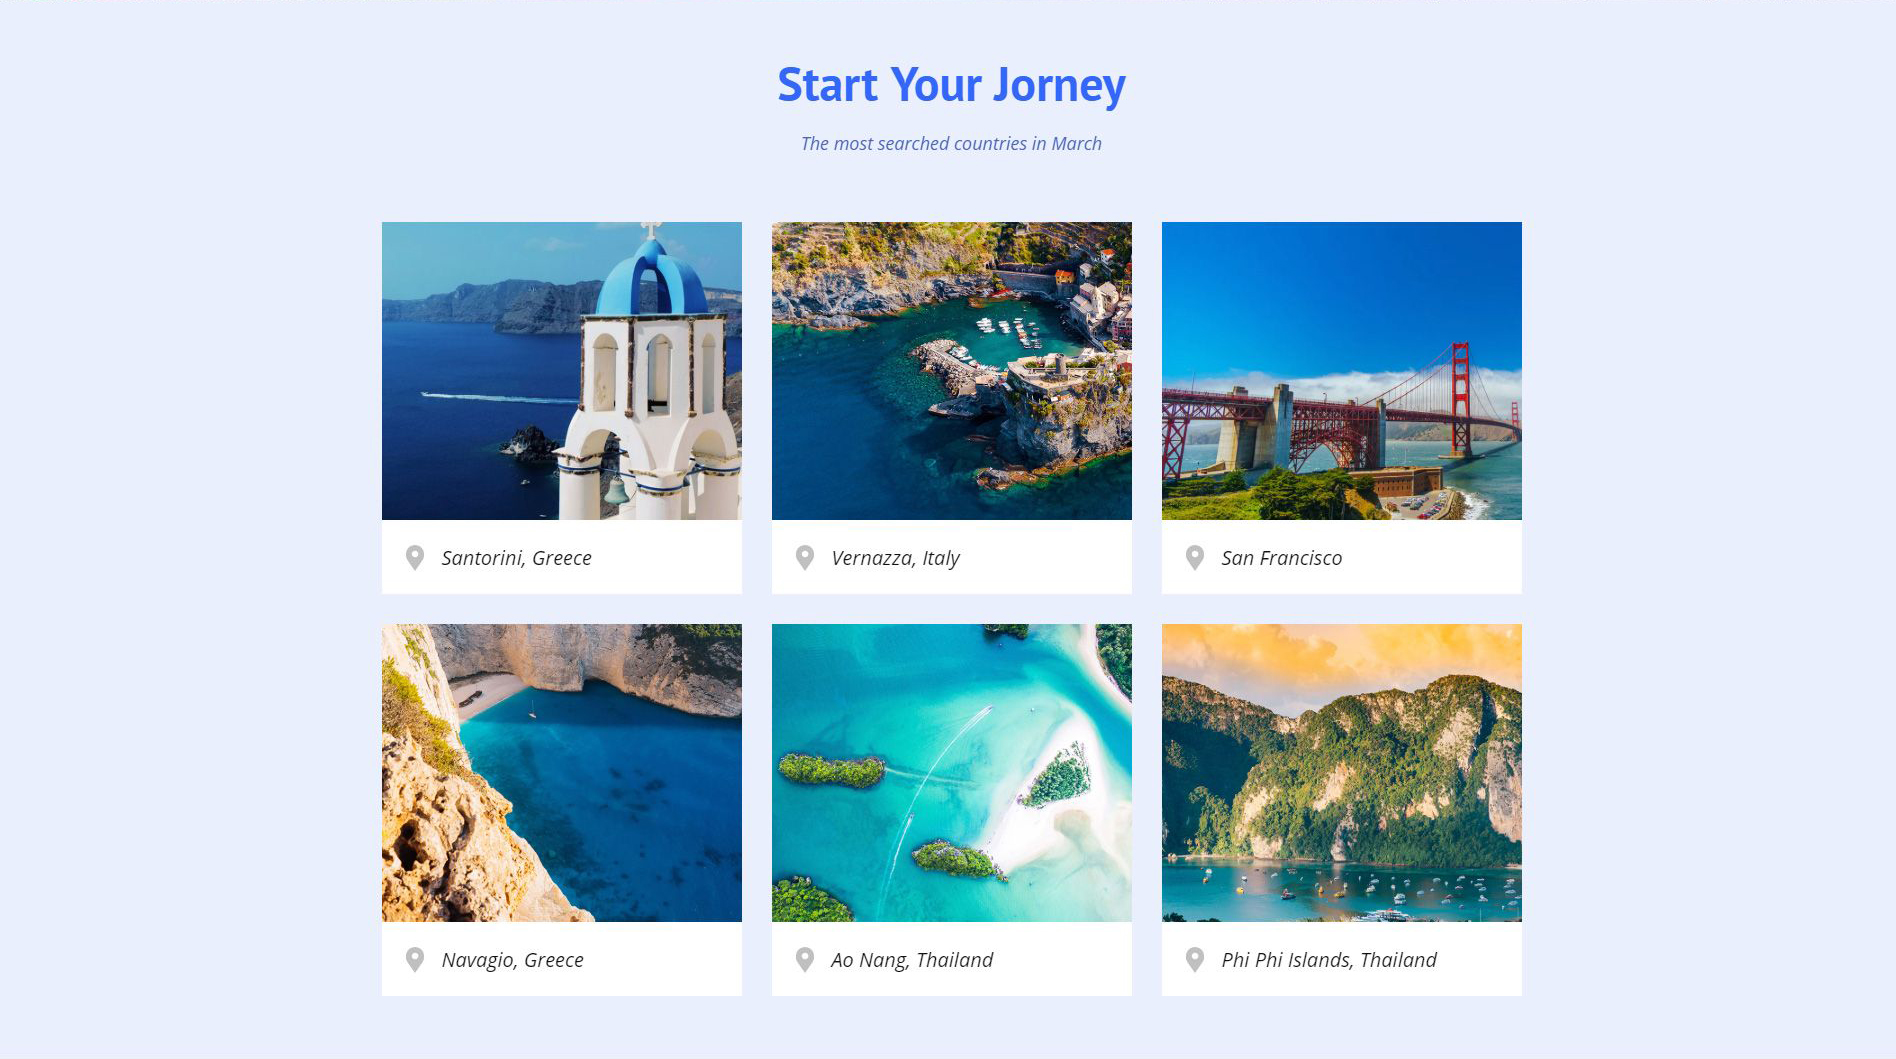 Start Your Jorney
The most searched countries in March
Santorini, Greece
Vernazza, Italy
San Francisco
Navagio, Greece
Ao Nang, Thailand
Phi Phi Islands, Thailand